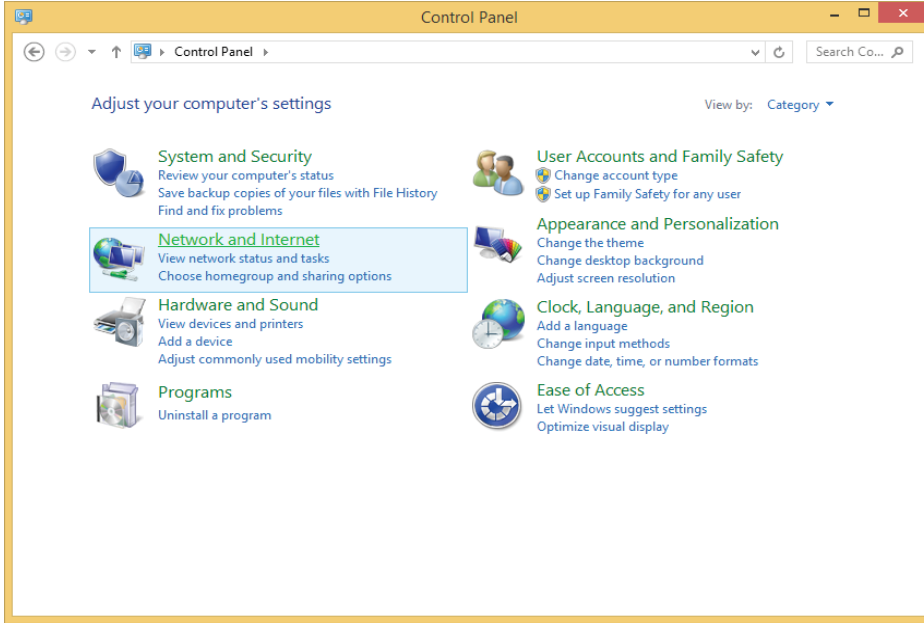 Control Panel
Control Panel
Search Co...
Adjust your computer's settings
View by: Category
System and Security
Review your computer's status
Save backup copies of your files with File History
Find and fix problems
Network and Internet
View network status and tasks
Choose homegroup and sharing options
Hardware and Sound
View devices and printers
Add a device
Adjust commonly used mobility settings
Programs
Uninstall a program
User Accounts and Family Safety
Change account type
Set up Family Safety for any user
Appearance and Personalization
Change the theme
Change desktop background
Adjust screen resolution
Clock, Language, and Region
Add a language
Change input methods
Change date, time, or number formats
Ease of Access
Let Windows suggest settings
Optimize visual display